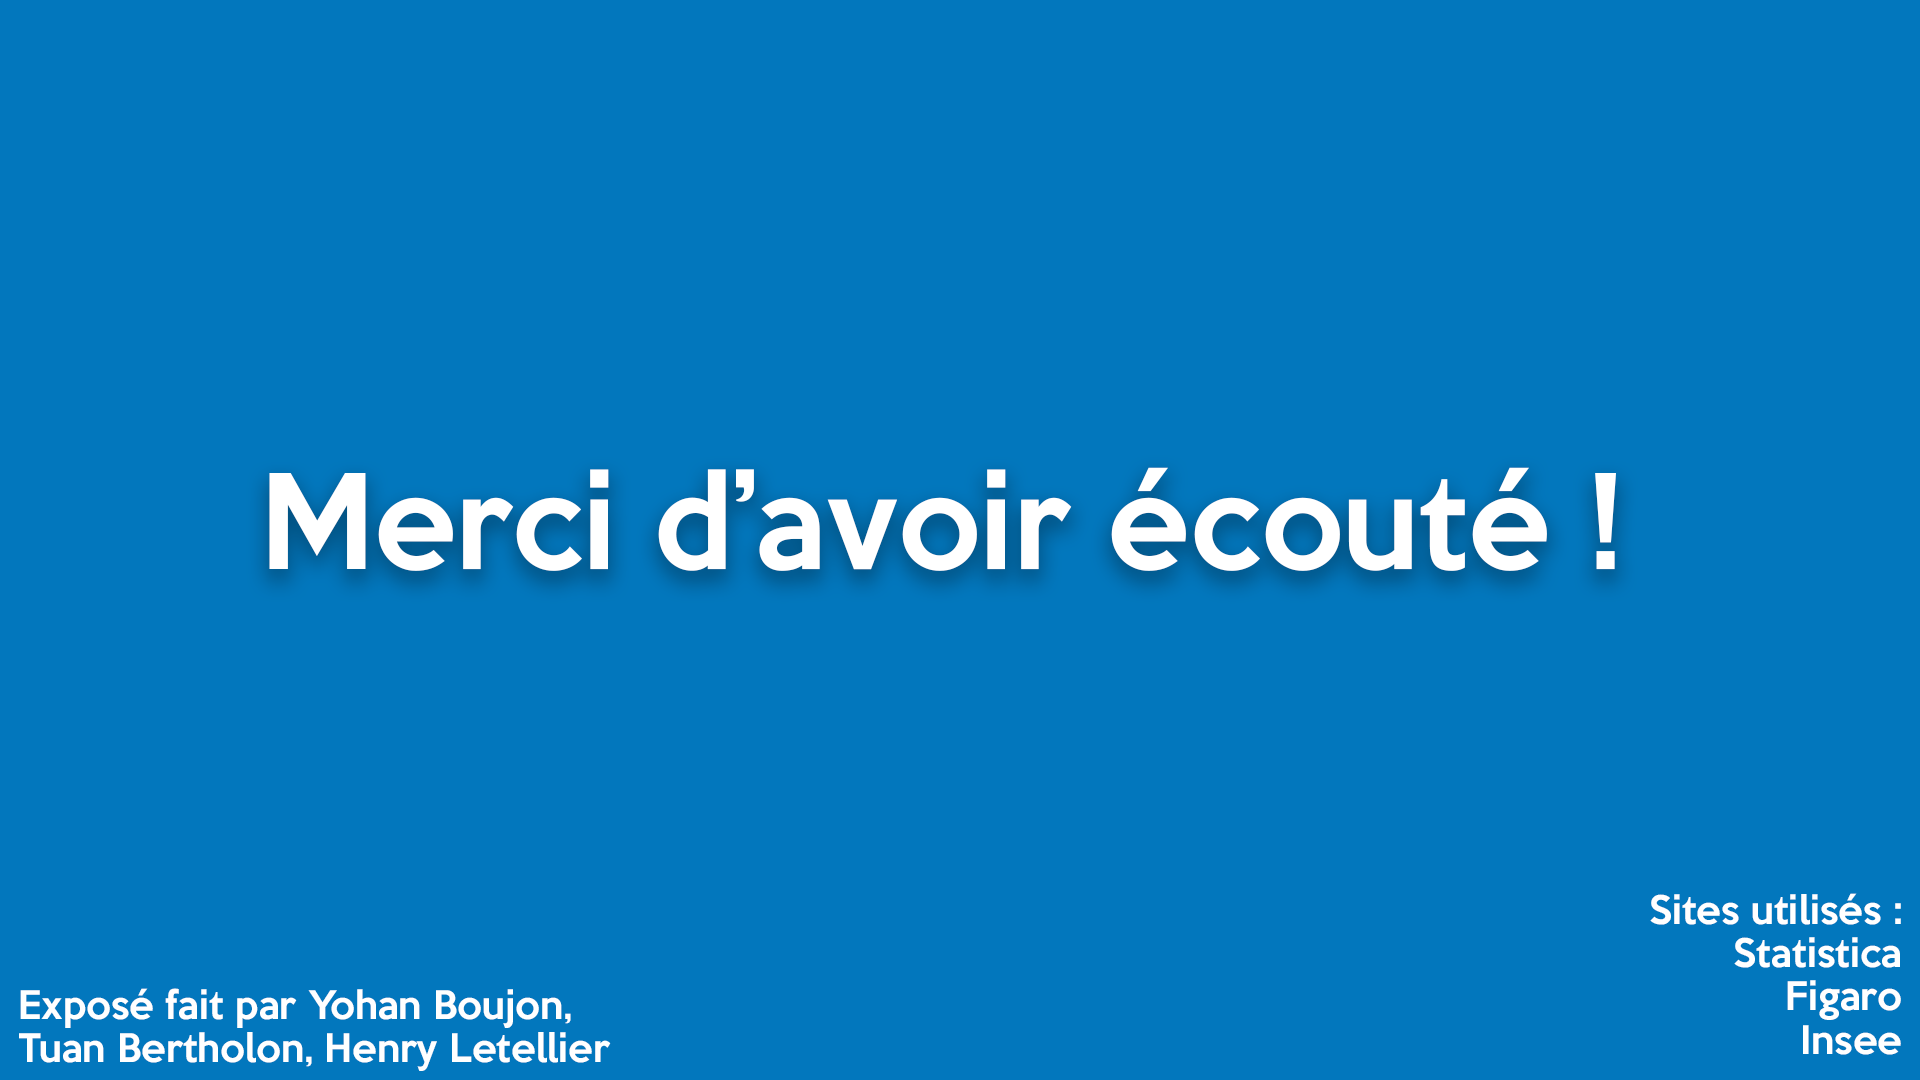 Merci d’avoir écouté !
Exposé fait par Yohan Boujon,
Tuan Bertholon, Henry Letellier
Sites utilisés :
Statistica
Figaro
Insee